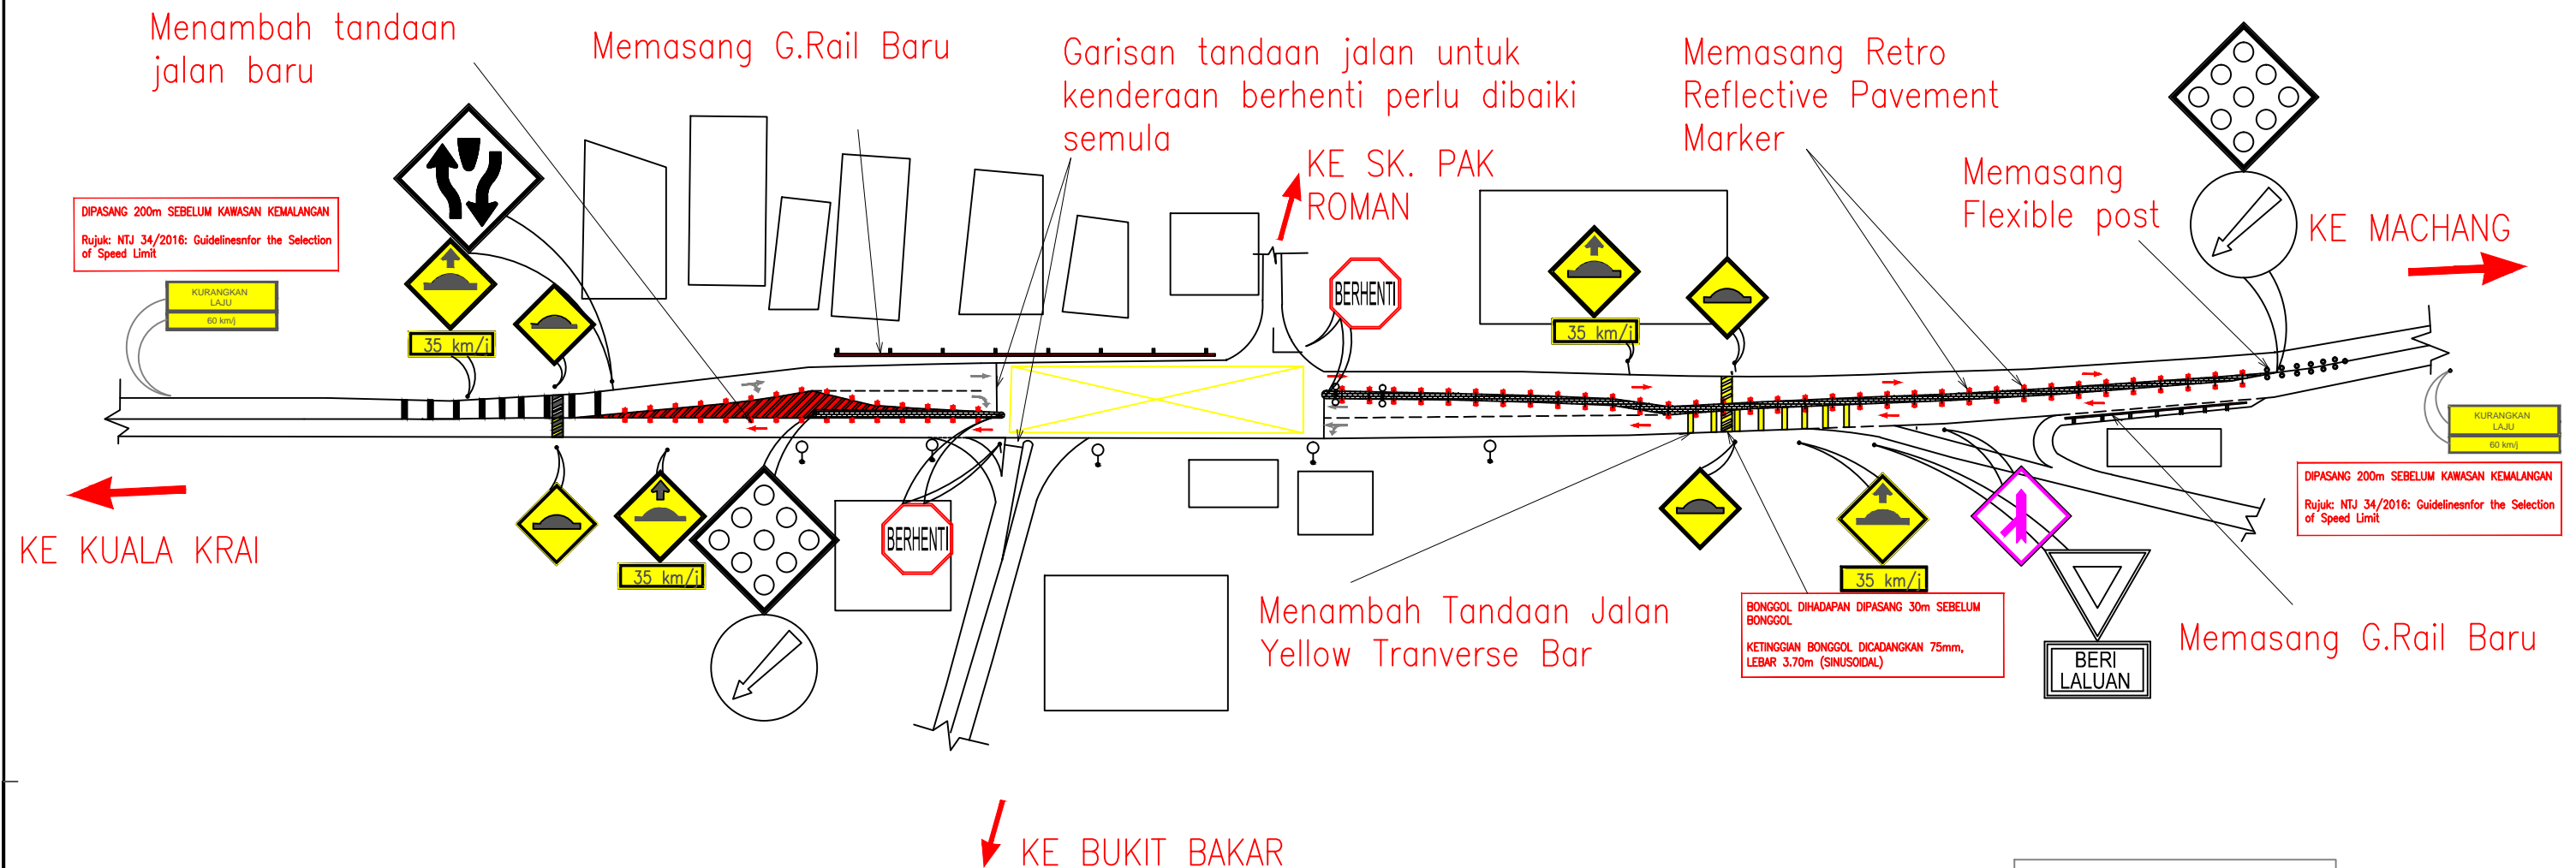 Menambah tandaan
jalan baru
Memasang G.Rail Baru
Garisan tandaan jalan untuk
kenderaan berhenti perlu dibaiki
semula
Memasang Retro
Reflective Pavement
Marker
KE SK. PAK
ROMAN
Memasang
Flexible post
KE MACHANG
DIPASANG 200m SEBELUM KAWASAN KEMALANGAN
Rujuk: NTJ 34/2016: Guidelinesnfor the Selection
of Speed Limit
KURANGKAN
LAJU
60 km/j
35 km/j
BERHENTI
35 km/j
KURANGKAN
LAJU
60 km/j
DIPASANG 200m SEBELUM KAWASAN KEMALANGAN
Rujuk: NTJ 34/2016: Guidelinesnfor the Selection
of Speed Limit
KE KUALA KRAI
35 km/j
BERHENTI
35 km/j
Menambah Tandaan Jalan
Yellow Tranverse Bar
BONGGOL DIHADAPAN DIPASANG 30m SEBELUM
BONGGOL
KETINGGIAN BONGGOL DICADANGKAN 75mm,
LEBAR 3.70m (SINUSOIDAL)
BERI
LALUAN
Memasang G.Rail Baru
KE BUKIT BAKAR